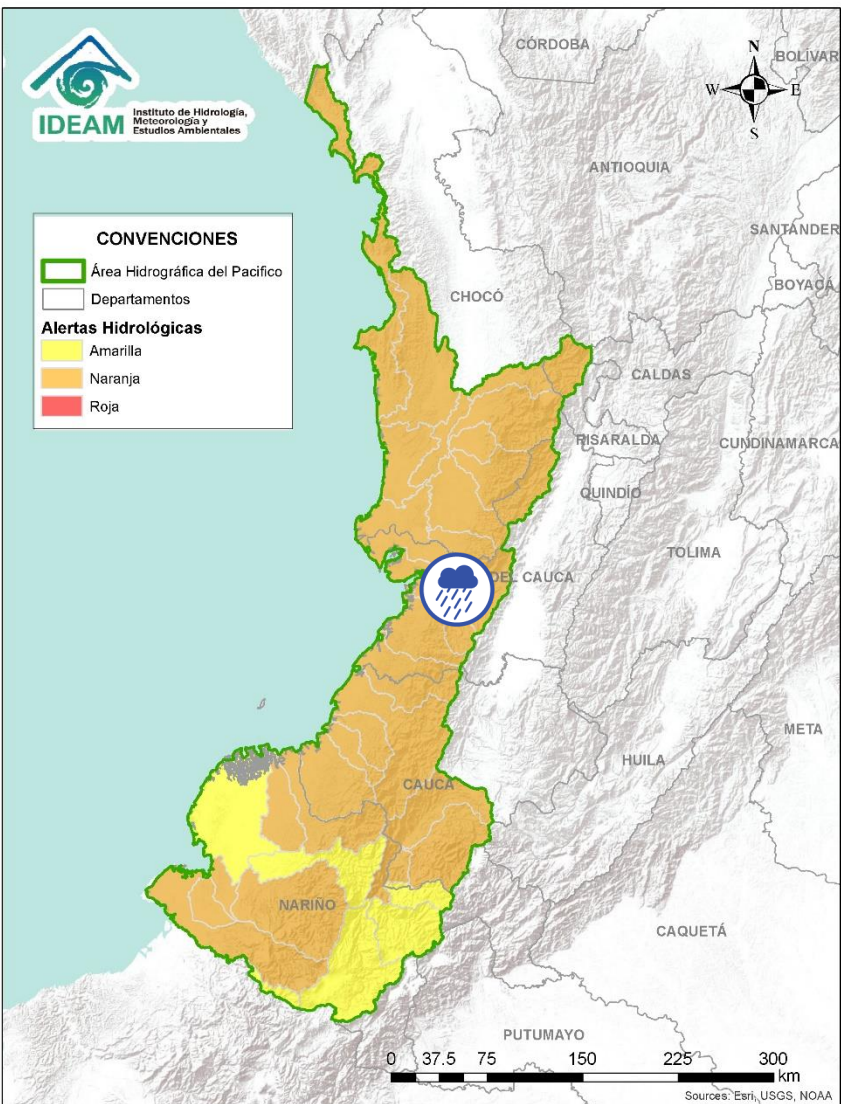 IDEAM
Instituto de Hidrología,
Meteorología y
Estudios Ambientales
CÓRDOBA
N
BOLÍVAR
W
E
S
ANTIOQUIA
SANTANDER
CONVENCIONES
Área Hidrográfica del Pacifico
Departamentos
Alertas Hidrológicas
Amarilla
Naranja
Roja
BOYACÁ
CHOCÓ
CALDAS
RISARALDA
CUNDINAMARCA
QUINDÍO
TOLIMA
DEL CAUCA
META
HUILA
CAUCA
NARIÑO
CAQUETÁ
PUTUMAYO
0 37.5 75 150 225 300
km
Sources: Esri, USGS, NOAA